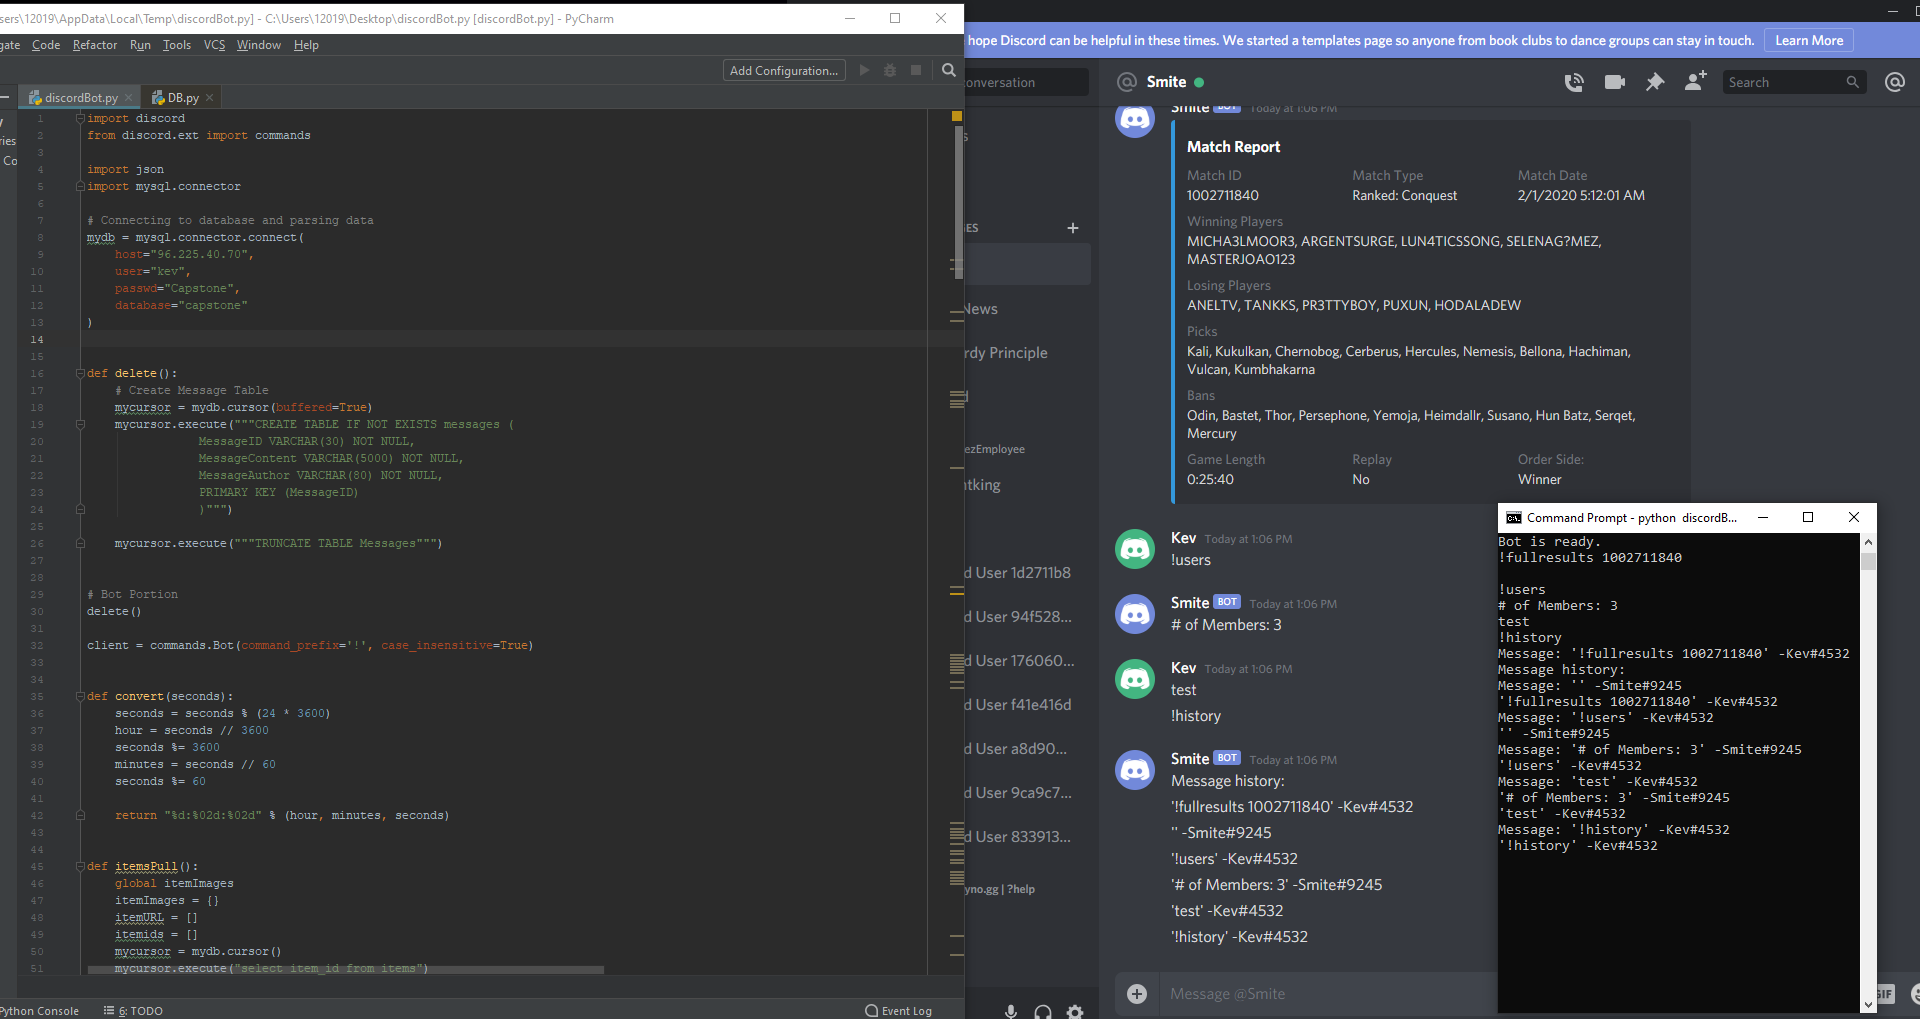 sers\12019\AppData\Local\Temp\discordBot.py] - C:\Users\12019\Desktop\discordBot.py [discordBot.py] - PyCharm
gate Code Refactor Run Tools VCS Window Help
Add Configuration...
discordBot.py DB.py
ries
Co
1 import discord
2 from discord.ext import commands
3
4 import json
5 import mysql.connector
6
7 # Connecting to database and parsing data
8 mydb = mysql.connector.connect(
9 host="96.225.40.70",
10 user="kev",
11 passwd="Capstone",
12 database="capstone"
13 )
14
15
16 def delete():
17 # Create Message Table
18 mycursor = mydb.cursor(buffered=True)
19 mycursor.execute("""CREATE TABLE IF NOT EXISTS messages (
20 MessageID VARCHAR(30) NOT NULL,
21 MessageContent VARCHAR(5000) NOT NULL,
22 MessageAuthor VARCHAR(80) NOT NULL,
23 PRIMARY KEY (MessageID)
24 )""")
25
26 mycursor.execute("""TRUNCATE TABLE Messages""")
27
28
29 # Bot Portion
30 delete()
31
32 client = commands.Bot(command_prefix='!', case_insensitive=True)
33
34
35 def convert(seconds):
36 seconds = seconds % (24 * 3600)
37 hour = seconds // 3600
38 seconds %= 3600
39 minutes = seconds // 60
40 seconds %= 60
41
42 return "%d:%02d:%02d" % (hour, minutes, seconds)
43
44
45 def itemsPull():
46 global itemImages
47 itemImages = {}
48 itemURL = []
49 itemids = []
50 mycursor = mydb.cursor()
51 mycursor.execute("select item_id from items")
Python Console 6: TODO Event Log
hope Discord can be helpful in these times. We started a templates page so anyone from book clubs to dance groups can stay in touch. Learn More
onversation
ES +
News
rdy Principle
d
ezEmployee
tking
d User 1d2711b8
d User 94f528...
d User 176060...
d User f41e416d
d User a8d90...
d User 9ca9c7...
d User 833913...
yno.gg | ?help
@ Smite
Search
Smite BOT Today at 1:06 PM
Match Report
Match ID Match Type Match Date
1002711840 Ranked: Conquest 2/1/2020 5:12:01 AM
Winning Players
MICHA3LMOOR3, ARGENTSURGE, LUN4TICSSONG, SELENAG?MEZ,
MASTERJOAO123
Losing Players
ANELTV, TANKKS, PR3TTYBOY, PUXUN, HODALADEW
Picks
Kali, Kukulkan, Chernobog, Cerberus, Hercules, Nemesis, Bellona, Hachiman,
Vulcan, Kumbhakarna
Bans
Odin, Bastet, Thor, Persephone, Yemoja, Heimdallr, Susano, Hun Batz, Serqet,
Mercury
Game Length Replay Order Side:
0:25:40 No Winner
Kev Today at 1:06 PM
!users
Smite BOT Today at 1:06 PM
# of Members: 3
Kev Today at 1:06 PM
test
!history
Smite BOT Today at 1:06 PM
Message history:
'!fullresults 1002711840' -Kev#4532
'' -Smite#9245
'!users' -Kev#4532
'# of Members: 3' -Smite#9245
'test' -Kev#4532
'!history' -Kev#4532
Message @Smite
GIF
Command Prompt - python discordB...
Bot is ready.
!fullresults 1002711840
!users
# of Members: 3
test
!history
Message: '!fullresults 1002711840' -Kev#4532
Message history:
Message: '' -Smite#9245
'!fullresults 1002711840' -Kev#4532
Message: '!users' -Kev#4532
'' -Smite#9245
Message: '# of Members: 3' -Smite#9245
'!users' -Kev#4532
Message: 'test' -Kev#4532
'# of Members: 3' -Smite#9245
'test' -Kev#4532
Message: '!history' -Kev#4532
'!history' -Kev#4532